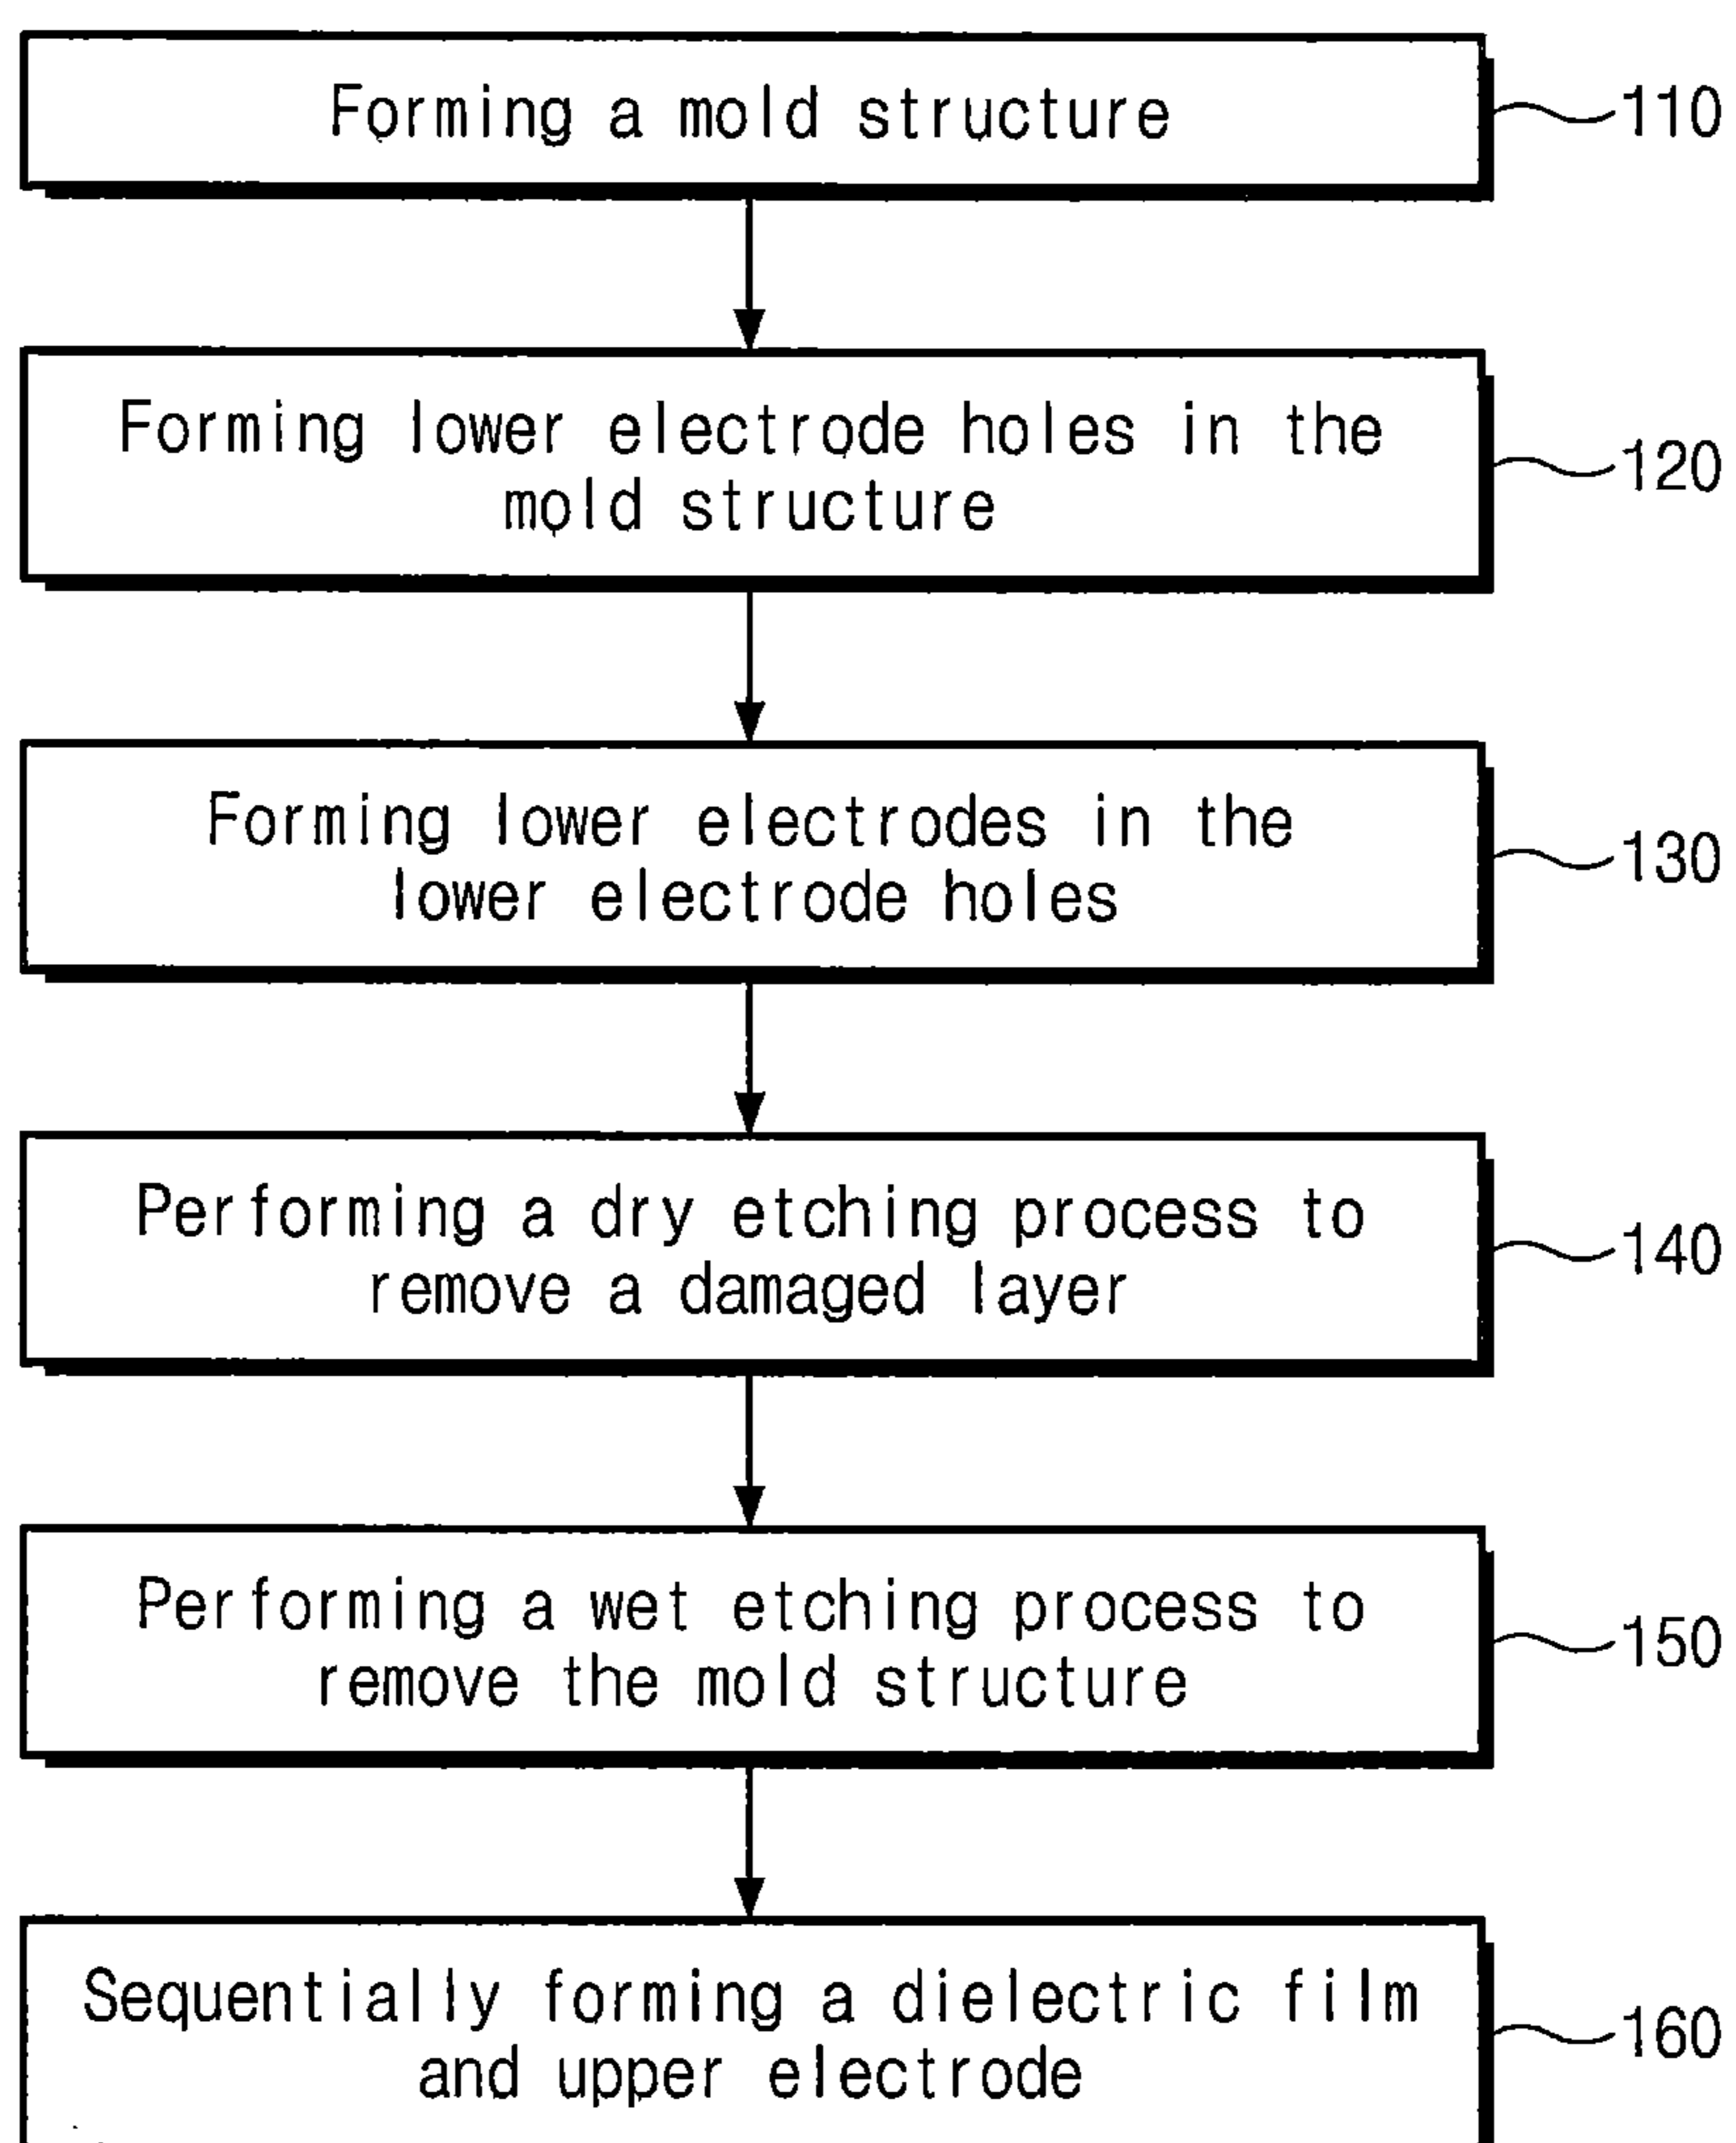 Forming a mold structure
110
Forming lower electrode holes in the
mold structure
120
Forming lower electrodes in the
lower electrode holes
130
Performing a dry etching process to
remove a damaged layer
140
Performing a wet etching process to
remove the mold structure
150
Sequentially forming a dielectric film
and upper electrode
160